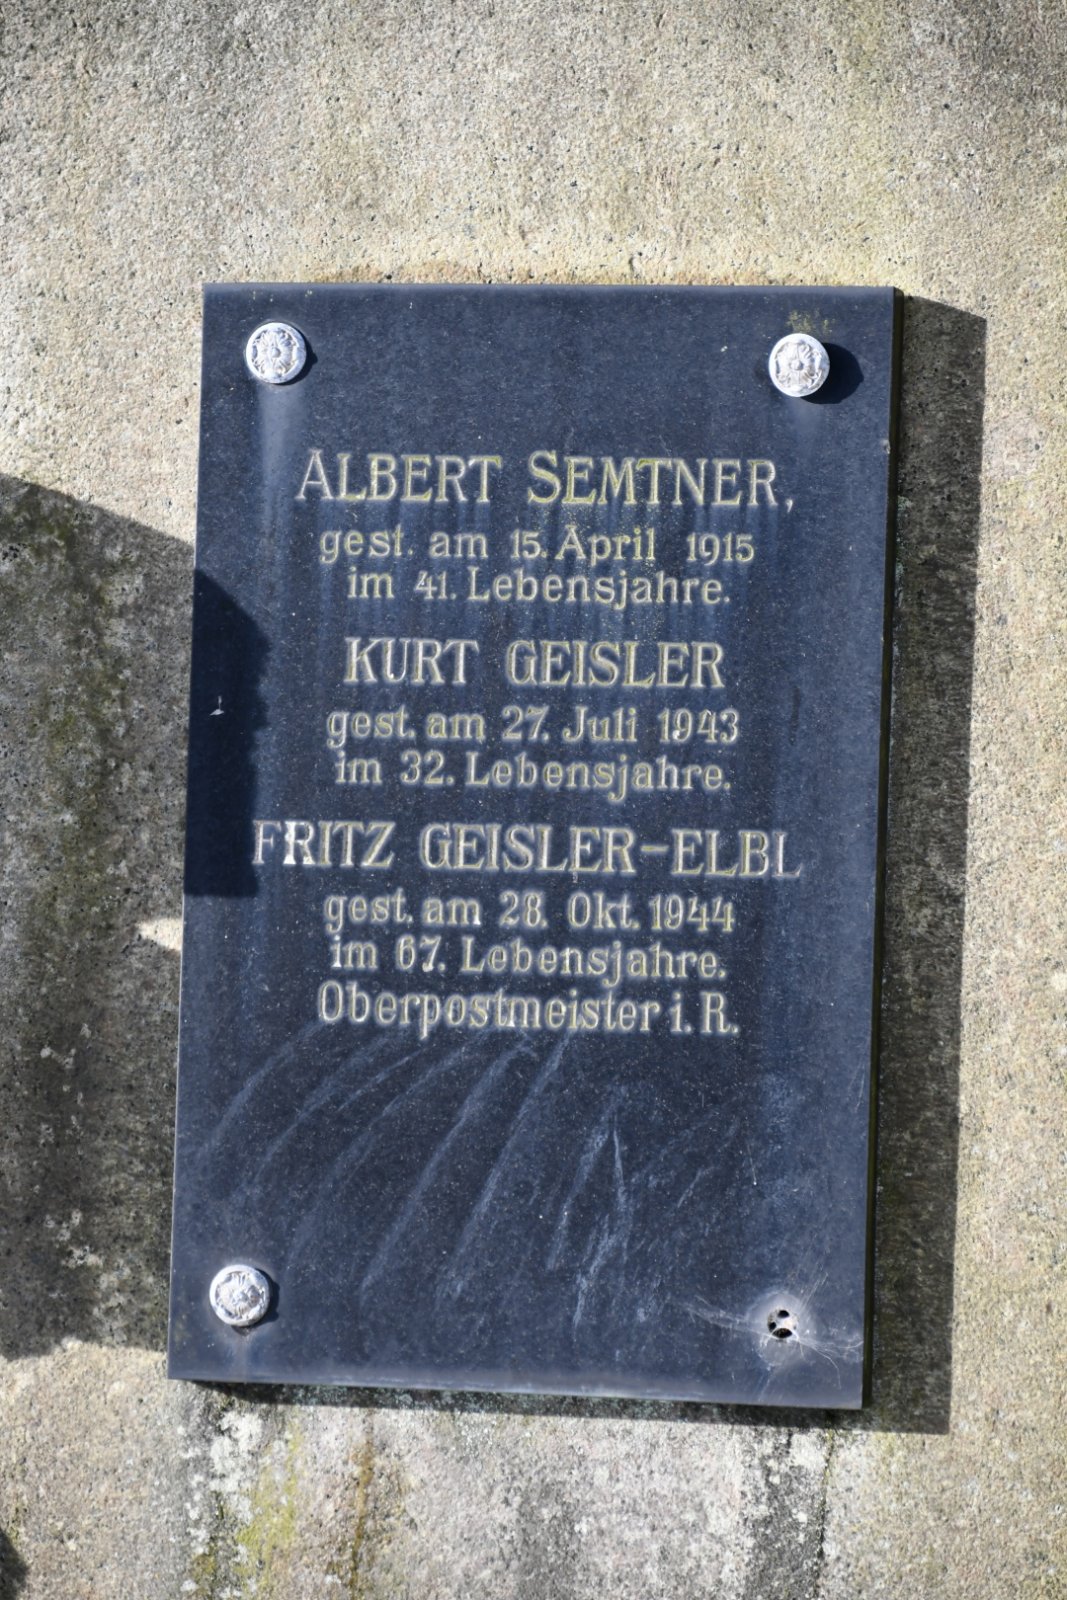 ALBERT SEMTNER,
gest. am 15. April 1915
im 41. Lebensjahre.
KURT GEISLER
gest. am 27. Juli 1943
im 32. Lebensjahre.
FRITZ GEISLER-ELBL
gest. am 28. Okt. 1944
im 67. Lebensjahre.
Oberpostmeister i. R.